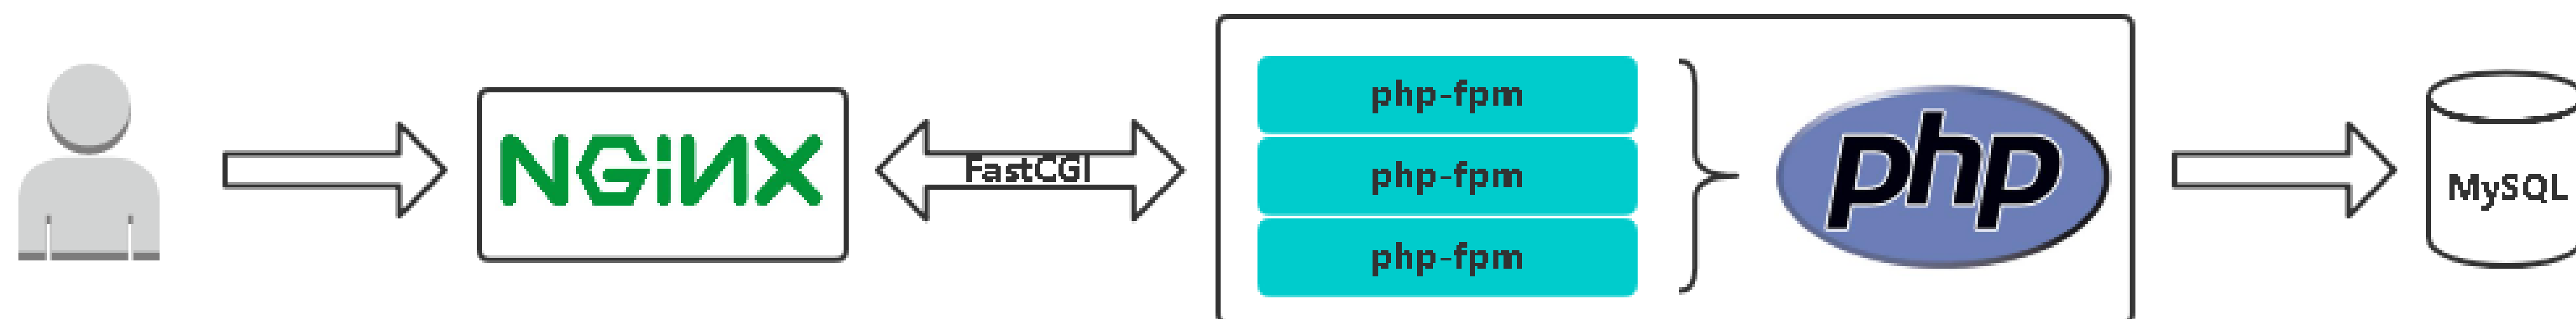 NGINX
FastCGI
php-fpm
php-fpm
php-fpm
php
MySQL